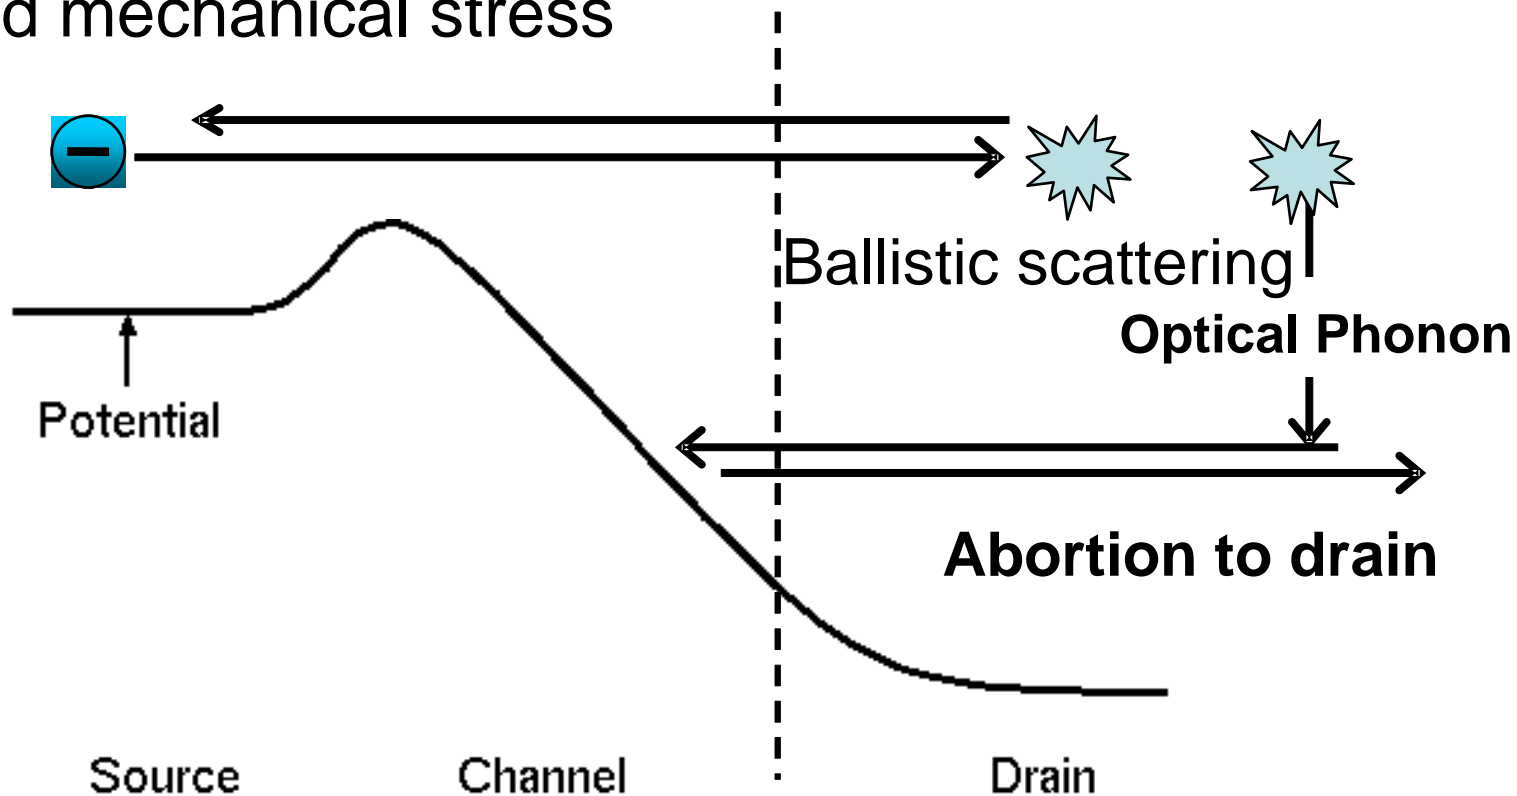 d mechanical stress
Ballistic scattering
Optical Phonon
Potential
Abortion to drain
Source Channel Drain